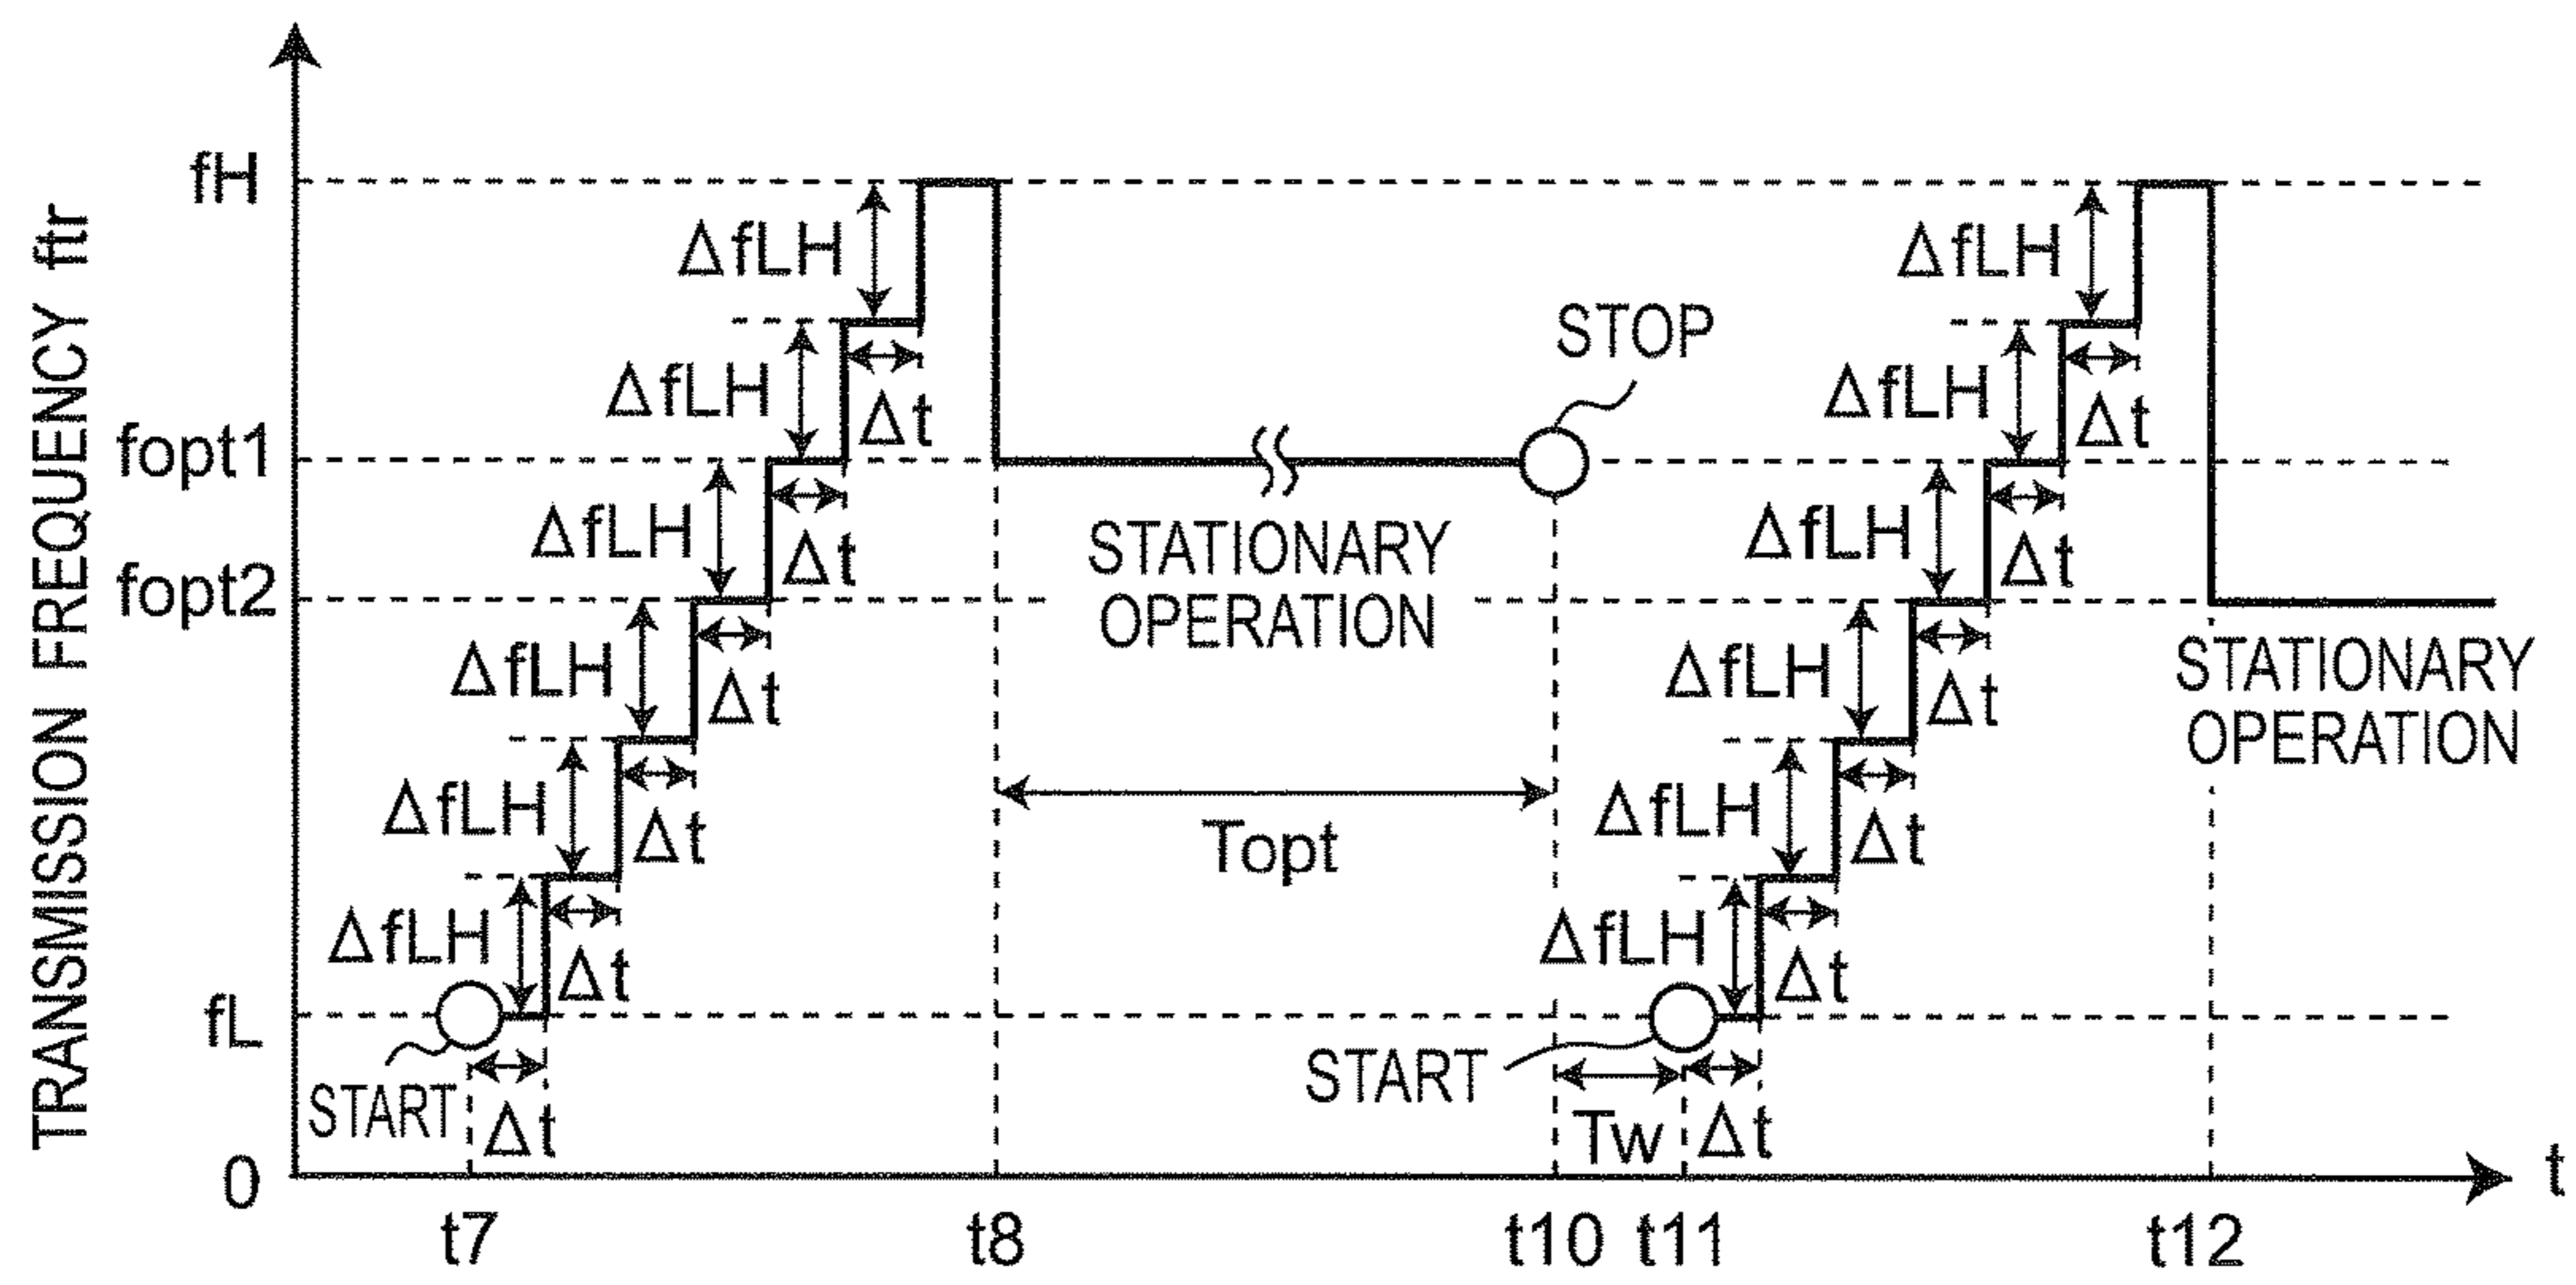 TRANSMISSION FREQUENCY ftr
fH
fopt1
fopt2
fL
0
ΔfLH
ΔfLH
ΔfLH
ΔfLH
ΔfLH
ΔfLH
Δt
Δt
Δt
Δt
Δt
Δt
Δt
START
STATIONARY
OPERATION
STOP
Topt
START
Tw
ΔfLH
ΔfLH
ΔfLH
ΔfLH
ΔfLH
ΔfLH
Δt
Δt
Δt
Δt
Δt
Δt
Δt
STATIONARY
OPERATION
t7
t8
t10
t11
t12
t